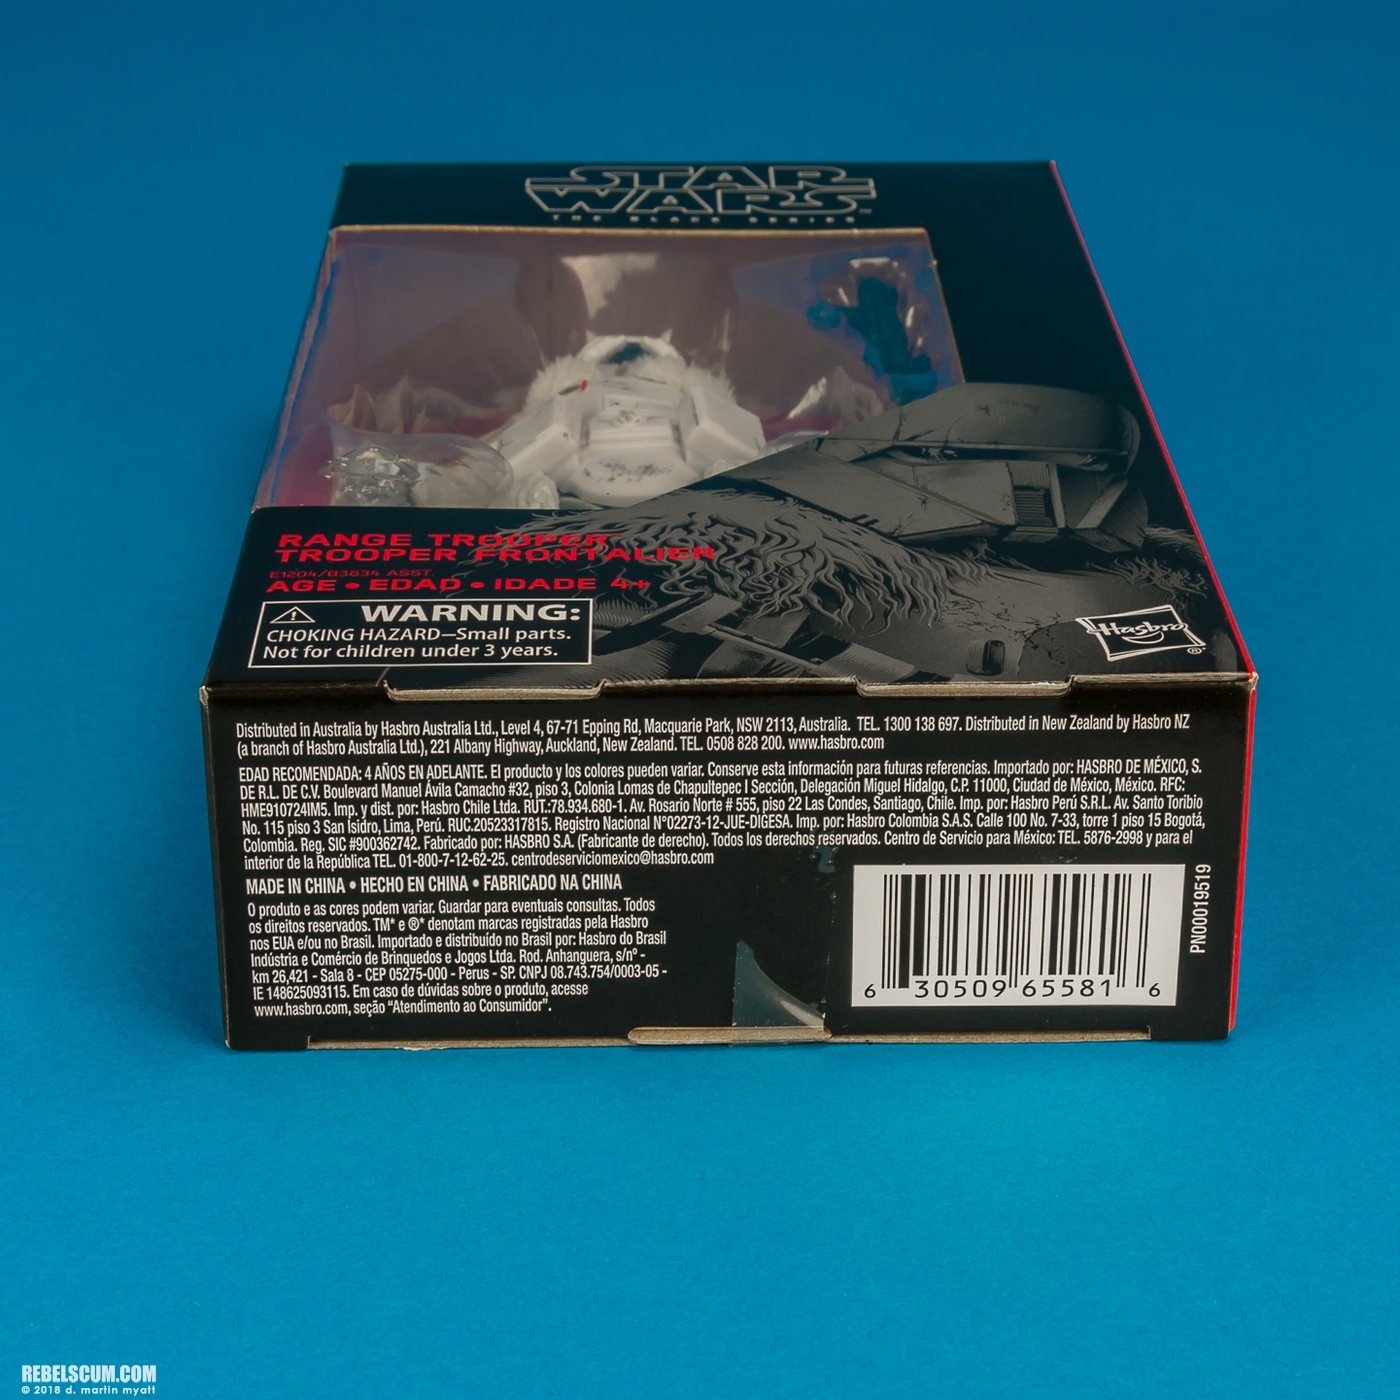 STAR
WARS™
THE BLACK SERIES
RANGE TROOPER
TROOPER FRONTALIER
E1204/B3834 ASST.
AGE • EDAD • IDADE 4+
WARNING:
CHOKING HAZARD—Small parts.
Not for children under 3 years.
Hasbro®
Distributed in Australia by Hasbro Australia Ltd., Level 4, 67-71 Epping Rd, Macquarie Park, NSW 2113, Australia. TEL. 1300 138 697. Distributed in New Zealand by Hasbro NZ
(a branch of Hasbro Australia Ltd.), 221 Albany Highway, Auckland, New Zealand. TEL. 0508 828 200. www.hasbro.com
EDAD RECOMENDADA: 4 AÑOS EN ADELANTE. El producto y los colores pueden variar. Conserve esta información para futuras referencias. Importado por: HASBRO DE MÉXICO, S.
DE R.L. DE C.V. Boulevard Manuel Ávila Camacho #32, piso 3, Colonia Lomas de Chapultepec I Sección, Delegación Miguel Hidalgo, C.P. 11000, Ciudad de México, México. RFC:
HME910724IM5. Imp. y dist. por: Hasbro Chile Ltda. RUT.:78.934.680-1. Av. Rosario Norte # 555, piso 22 Las Condes, Santiago, Chile. Imp. por: Hasbro Perú S.R.L. Av. Santo Toribio
No. 115 piso 3 San Isidro, Lima, Perú. RUC.20523317815. Registro Nacional N°02273-12-JUE-DIGESA. Imp. por: Hasbro Colombia S.A.S. Calle 100 No. 7-33, torre 1 piso 15 Bogotá,
Colombia. Reg. SIC #900362742. Fabricado por: HASBRO S.A. (Fabricante de derecho). Todos los derechos reservados. Centro de Servicio para México: TEL. 5876-2998 y para el
interior de la República TEL. 01-800-7-12-62-25. centrodeserviciomexico@hasbro.com
MADE IN CHINA • HECHO EN CHINA • FABRICADO NA CHINA
O produto e as cores podem variar. Guardar para eventuais consultas. Todos
os direitos reservados. TM* e ®* denotam marcas registradas pela Hasbro
nos EUA e/ou no Brasil. Importado e distribuído no Brasil por: Hasbro do Brasil
Indústria e Comércio de Brinquedos e Jogos Ltda. Rod. Anhanguera, s/nº -
km 26,421 - Sala 8 - CEP 05275-000 - Perus - SP. CNPJ 08.743.754/0003-05 -
IE 148625093115. Em caso de dúvidas sobre o produto, acesse
www.hasbro.com, seção "Atendimento ao Consumidor".
6 30509 65581 6
PN00019519
REBELSCUM.COM
© 2018 d. martin myatt